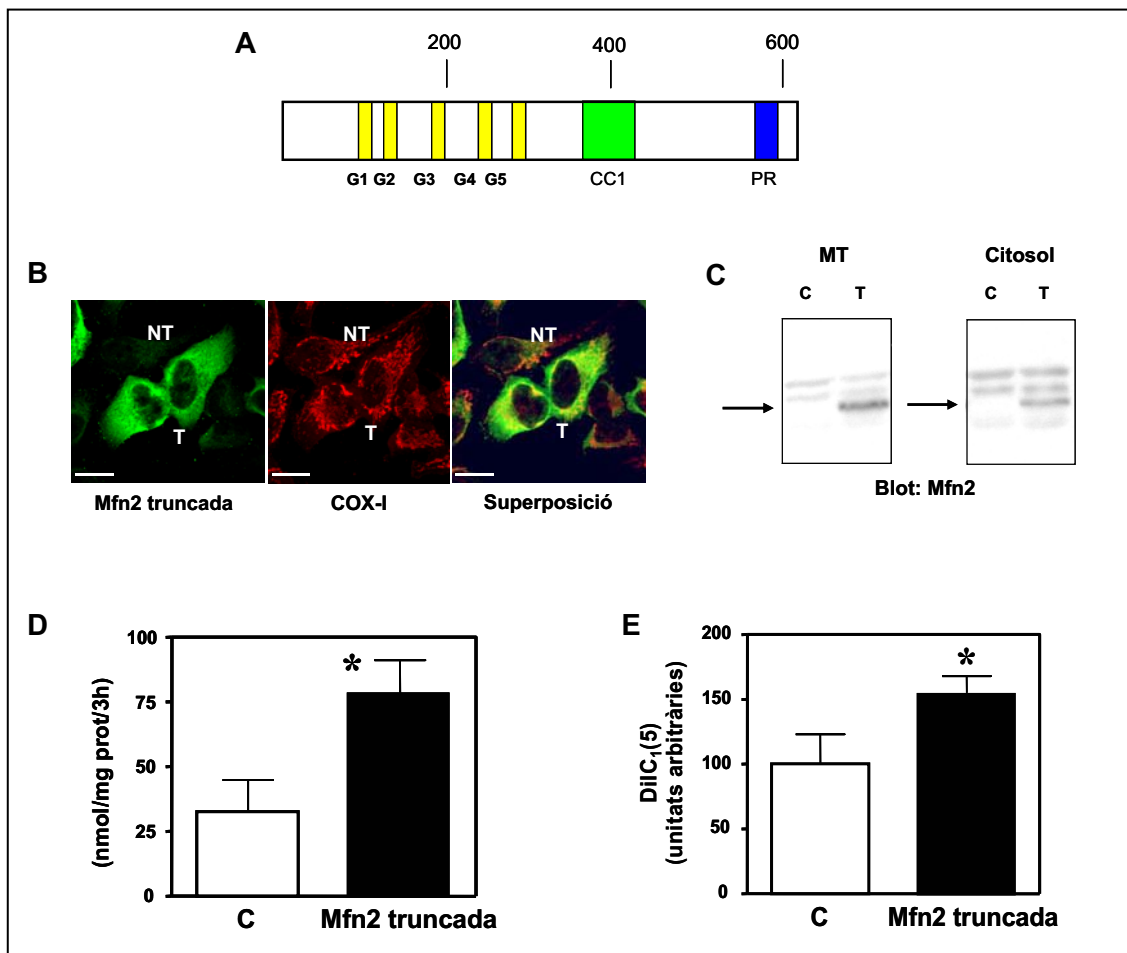 A
200 400 600
G1 G2 G3 G4 G5 CC1 PR
B
NT NT
T T
Mfn2 truncada COX-I Superposició
C
MT Citosol
C T C T
Blot: Mfn2
D
(nmol/mg prot/3h)
100
75
50
25
0
C Mfn2 truncada
*
E
DiIC1(5)
(unitats arbitràries)
200
150
100
50
0
C Mfn2 truncada
*